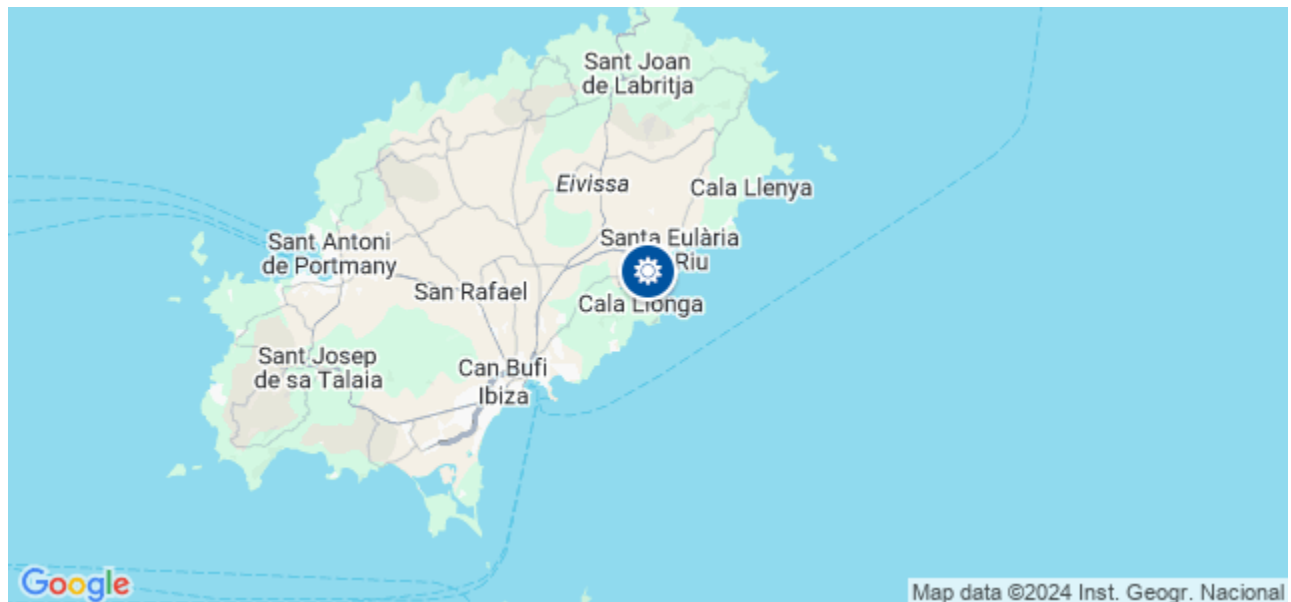 Sant Joan
de Labritja
Eivissa
Cala Llenya
Santa Eulària
Riu
Sant Antoni
de Portmany
San Rafael
Cala Llonga
Sant Josep
de sa Talaia
Can Bufi
Ibiza
Google
Map data ©2024 Inst. Geogr. Nacional